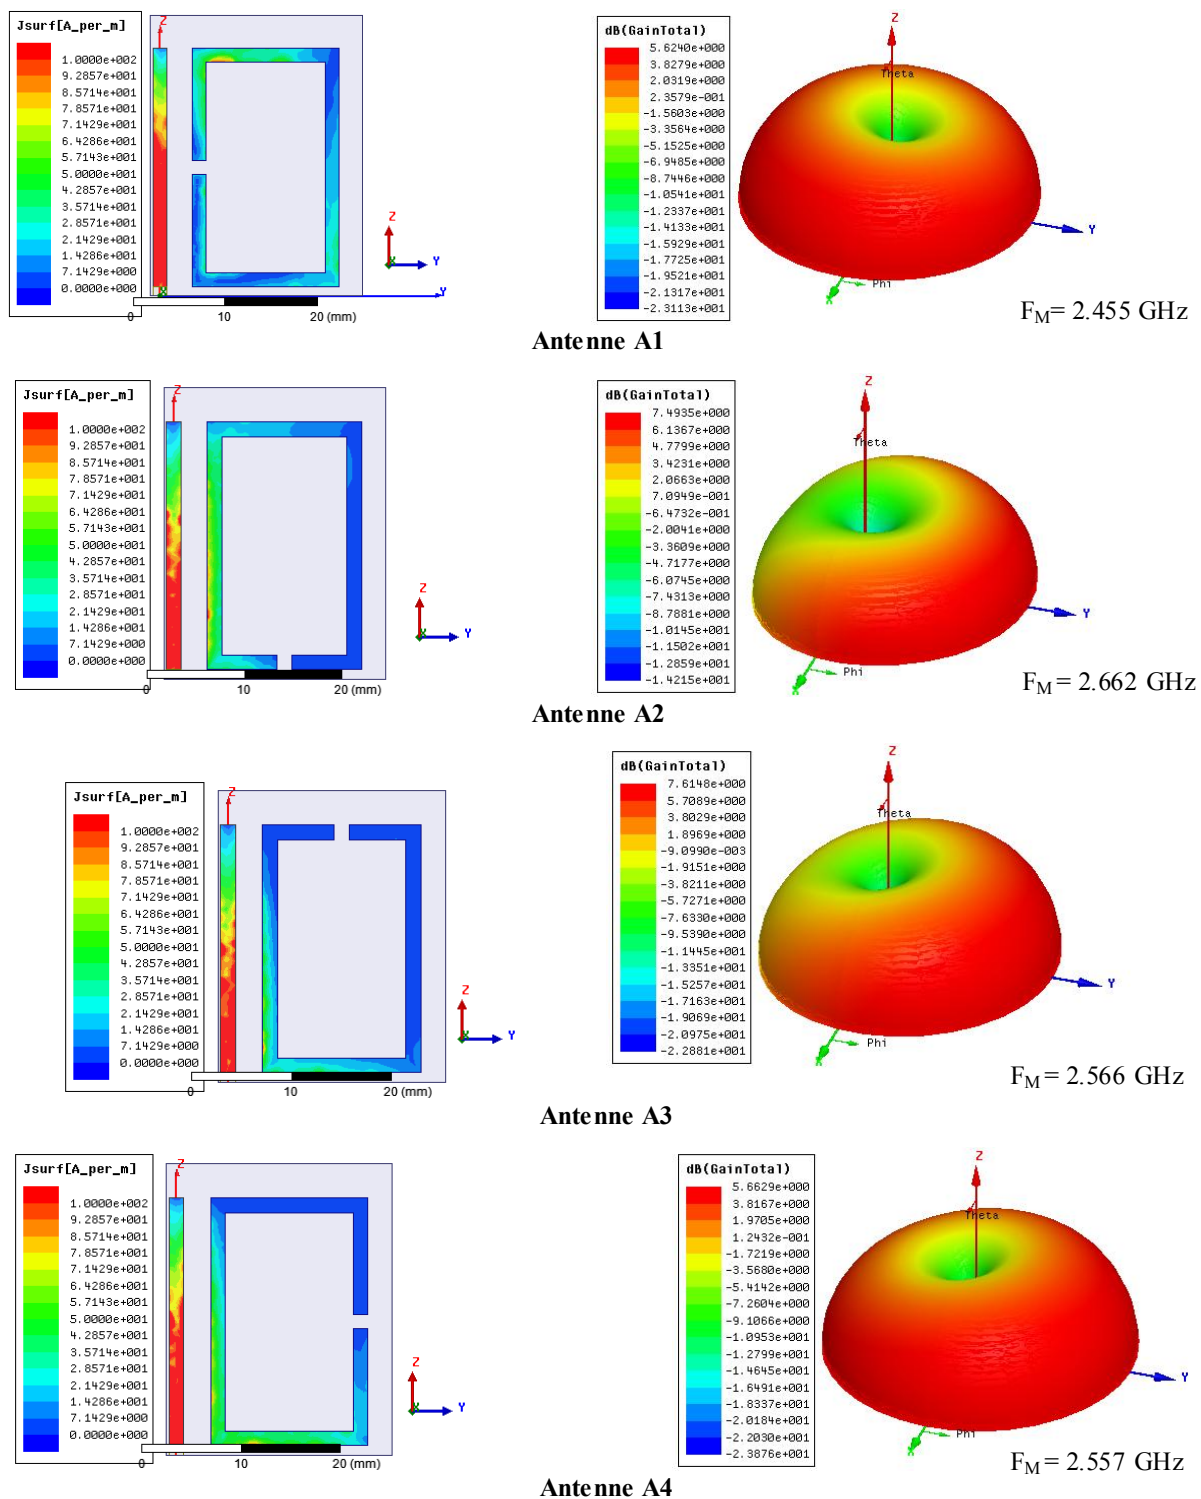 Jsurf[A_per_m]
1.0000e+002
9.2857e+001
8.5714e+001
7.8571e+001
7.1429e+001
6.4286e+001
5.7143e+001
5.0000e+001
4.2857e+001
3.5714e+001
2.8571e+001
2.1429e+001
1.4286e+001
7.1429e+000
0.0000e+000
Z
X
Y
Z
X
Y
0
10
20 (mm)
dB(GainTotal)
5.6240e+000
3.8279e+000
2.0319e+000
2.3579e-001
-1.5603e+000
-3.3564e+000
-5.1525e+000
-6.9485e+000
-8.7446e+000
-1.0541e+001
-1.2337e+001
-1.4133e+001
-1.5929e+001
-1.7725e+001
-1.9521e+001
-2.1317e+001
-2.3113e+001
Z
Theta
Y
Phi
X
FM= 2.455 GHz
Antenne A1
Jsurf[A_per_m]
1.0000e+002
9.2857e+001
8.5714e+001
7.8571e+001
7.1429e+001
6.4286e+001
5.7143e+001
5.0000e+001
4.2857e+001
3.5714e+001
2.8571e+001
2.1429e+001
1.4286e+001
7.1429e+000
0.0000e+000
Z
Z
X
Y
0
10
20 (mm)
dB(GainTotal)
7.4935e+000
6.1367e+000
4.7799e+000
3.4231e+000
2.0663e+000
7.0949e-001
-6.4732e-001
-2.0041e+000
-3.3609e+000
-4.7177e+000
-6.0745e+000
-7.4313e+000
-8.7881e+000
-1.0145e+001
-1.1502e+001
-1.2859e+001
-1.4215e+001
Z
Theta
Y
Phi
X
FM = 2.662 GHz
Antenne A2
Jsurf[A_per_m]
1.0000e+002
9.2857e+001
8.5714e+001
7.8571e+001
7.1429e+001
6.4286e+001
5.7143e+001
5.0000e+001
4.2857e+001
3.5714e+001
2.8571e+001
2.1429e+001
1.4286e+001
7.1429e+000
0.0000e+000
Z
Z
X
Y
0
10
20 (mm)
dB(GainTotal)
7.6148e+000
5.7089e+000
3.8029e+000
1.8969e+000
-9.0990e-003
-1.9151e+000
-3.8211e+000
-5.7271e+000
-7.6330e+000
-9.5390e+000
-1.1445e+001
-1.3351e+001
-1.5257e+001
-1.7163e+001
-1.9069e+001
-2.0975e+001
-2.2881e+001
Z
Theta
Y
Phi
X
FM = 2.566 GHz
Antenne A3
Jsurf[A_per_m]
1.0000e+002
9.2857e+001
8.5714e+001
7.8571e+001
7.1429e+001
6.4286e+001
5.7143e+001
5.0000e+001
4.2857e+001
3.5714e+001
2.8571e+001
2.1429e+001
1.4286e+001
7.1429e+000
0.0000e+000
Z
Z
X
Y
0
10
20 (mm)
dB(GainTotal)
5.6629e+000
3.8167e+000
1.9705e+000
1.2432e-001
-1.7219e+000
-3.5680e+000
-5.4142e+000
-7.2604e+000
-9.1066e+000
-1.0953e+001
-1.2799e+001
-1.4645e+001
-1.6491e+001
-1.8337e+001
-2.0184e+001
-2.2030e+001
-2.3876e+001
Z
Theta
Y
Phi
X
FM = 2.557 GHz
Antenne A4